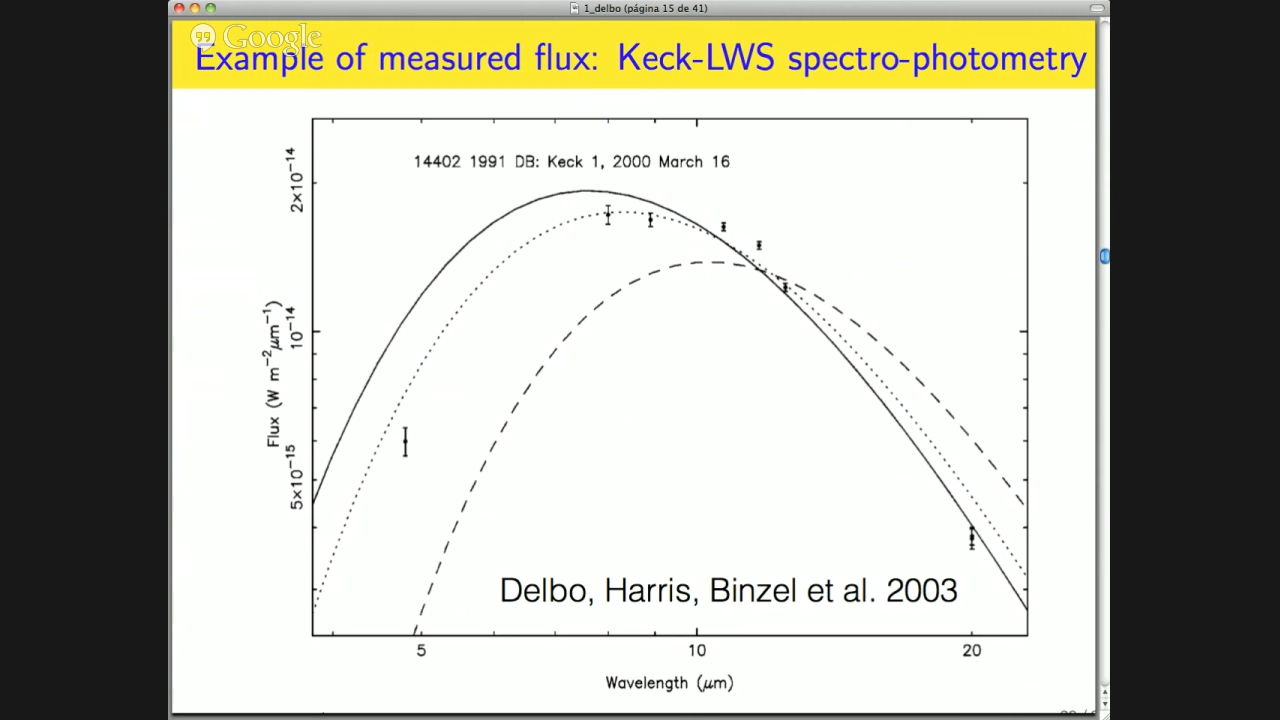 1_delbo (página 15 de 41)
Google
Example of measured flux: Keck-LWS spectro-photometry
14402 1991 DB: Keck 1, 2000 March 16
2×10⁻¹⁴
10⁻¹⁴
5×10⁻¹⁵
Flux (W m⁻²μm⁻¹)
Delbo, Harris, Binzel et al. 2003
5 10 20
Wavelength (μm)